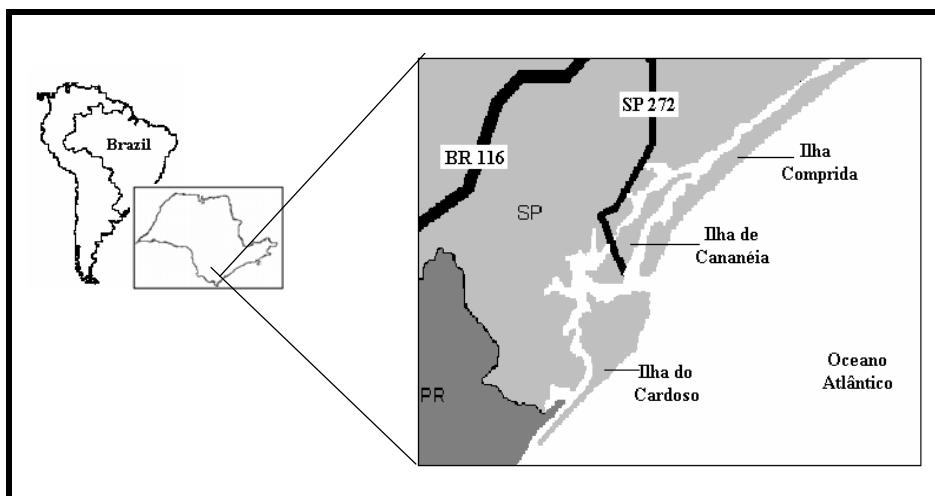 Brazil
SP 272
BR 116
Ilha
Comprida
SP
Ilha de
Cananéia
Oceano
Atlântico
Ilha do
Cardoso
PR